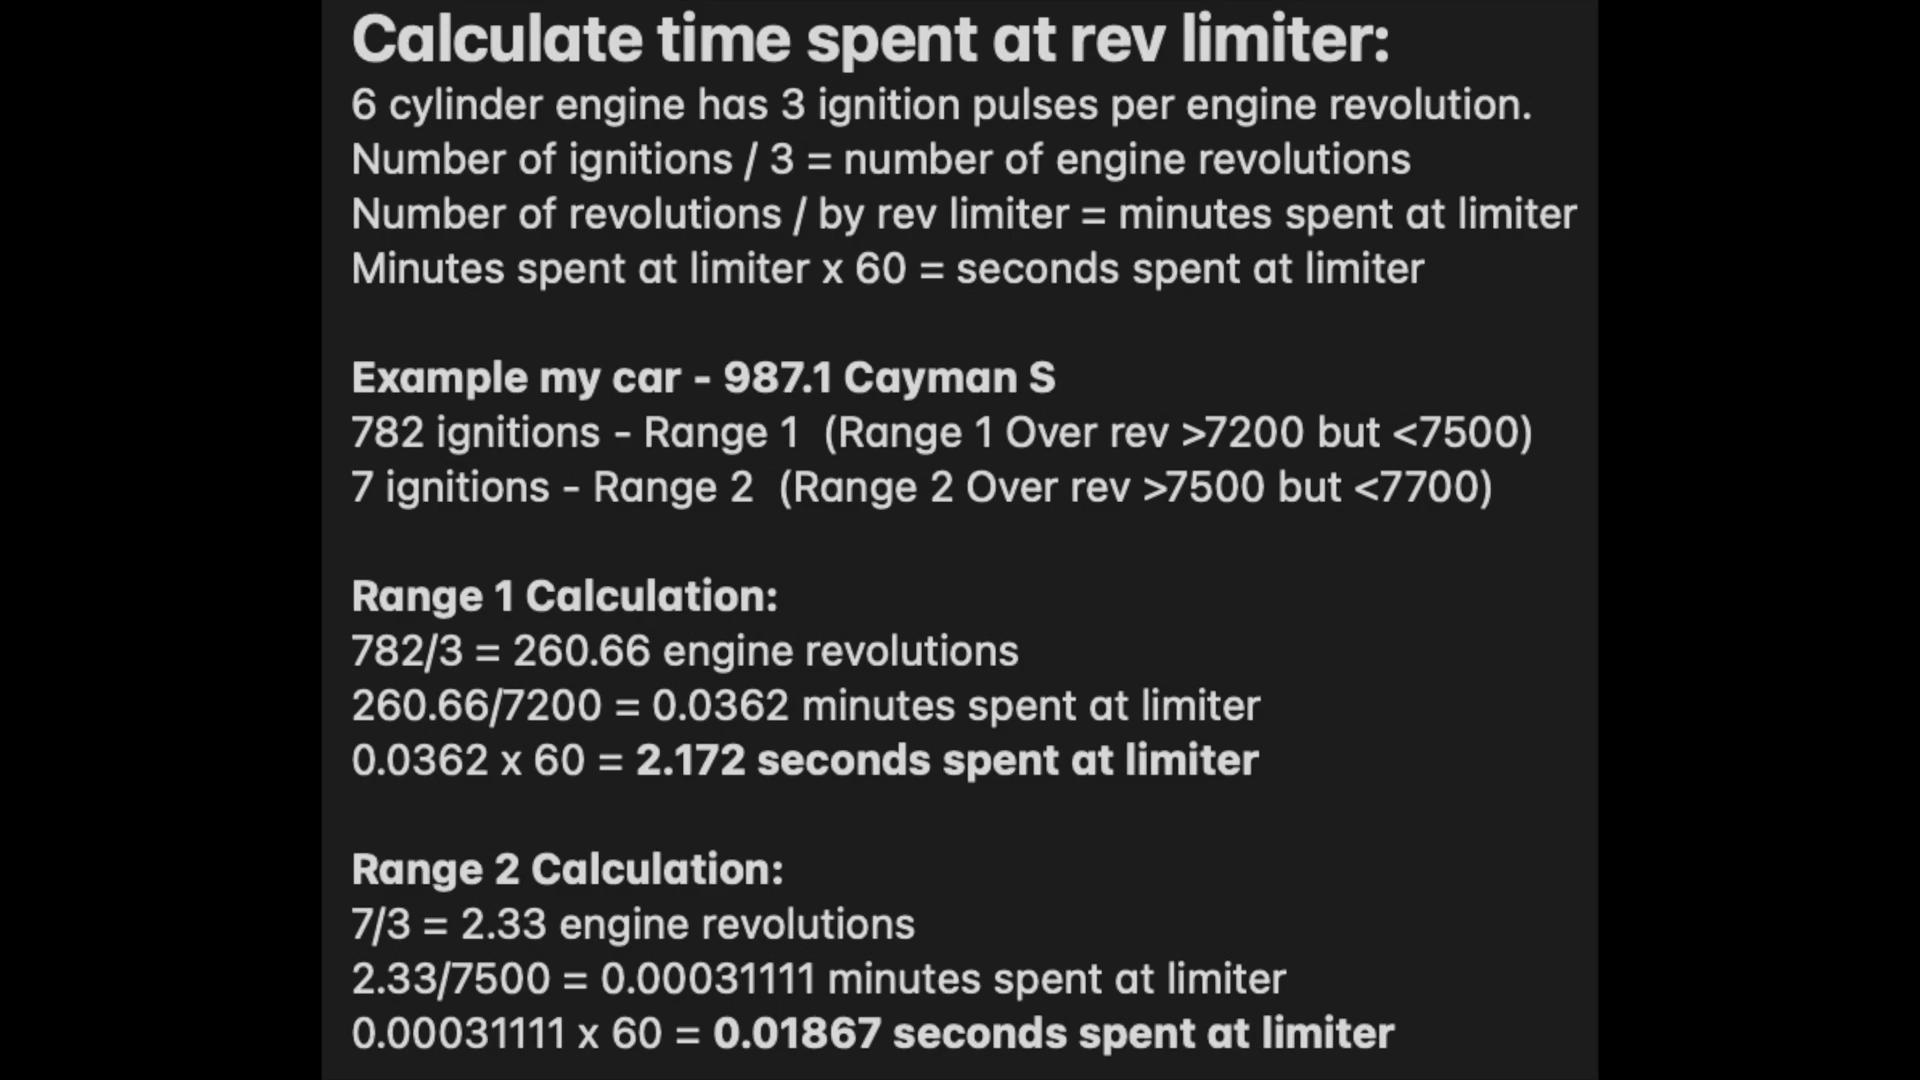 Calculate time spent at rev limiter:
6 cylinder engine has 3 ignition pulses per engine revolution.
Number of ignitions / 3 = number of engine revolutions
Number of revolutions / by rev limiter = minutes spent at limiter
Minutes spent at limiter x 60 = seconds spent at limiter
Example my car - 987.1 Cayman S
782 ignitions - Range 1 (Range 1 Over rev >7200 but <7500)
7 ignitions - Range 2 (Range 2 Over rev >7500 but <7700)
Range 1 Calculation:
782/3 = 260.66 engine revolutions
260.66/7200 = 0.0362 minutes spent at limiter
0.0362 x 60 = 2.172 seconds spent at limiter
Range 2 Calculation:
7/3 = 2.33 engine revolutions
2.33/7500 = 0.00031111 minutes spent at limiter
0.00031111 x 60 = 0.01867 seconds spent at limiter